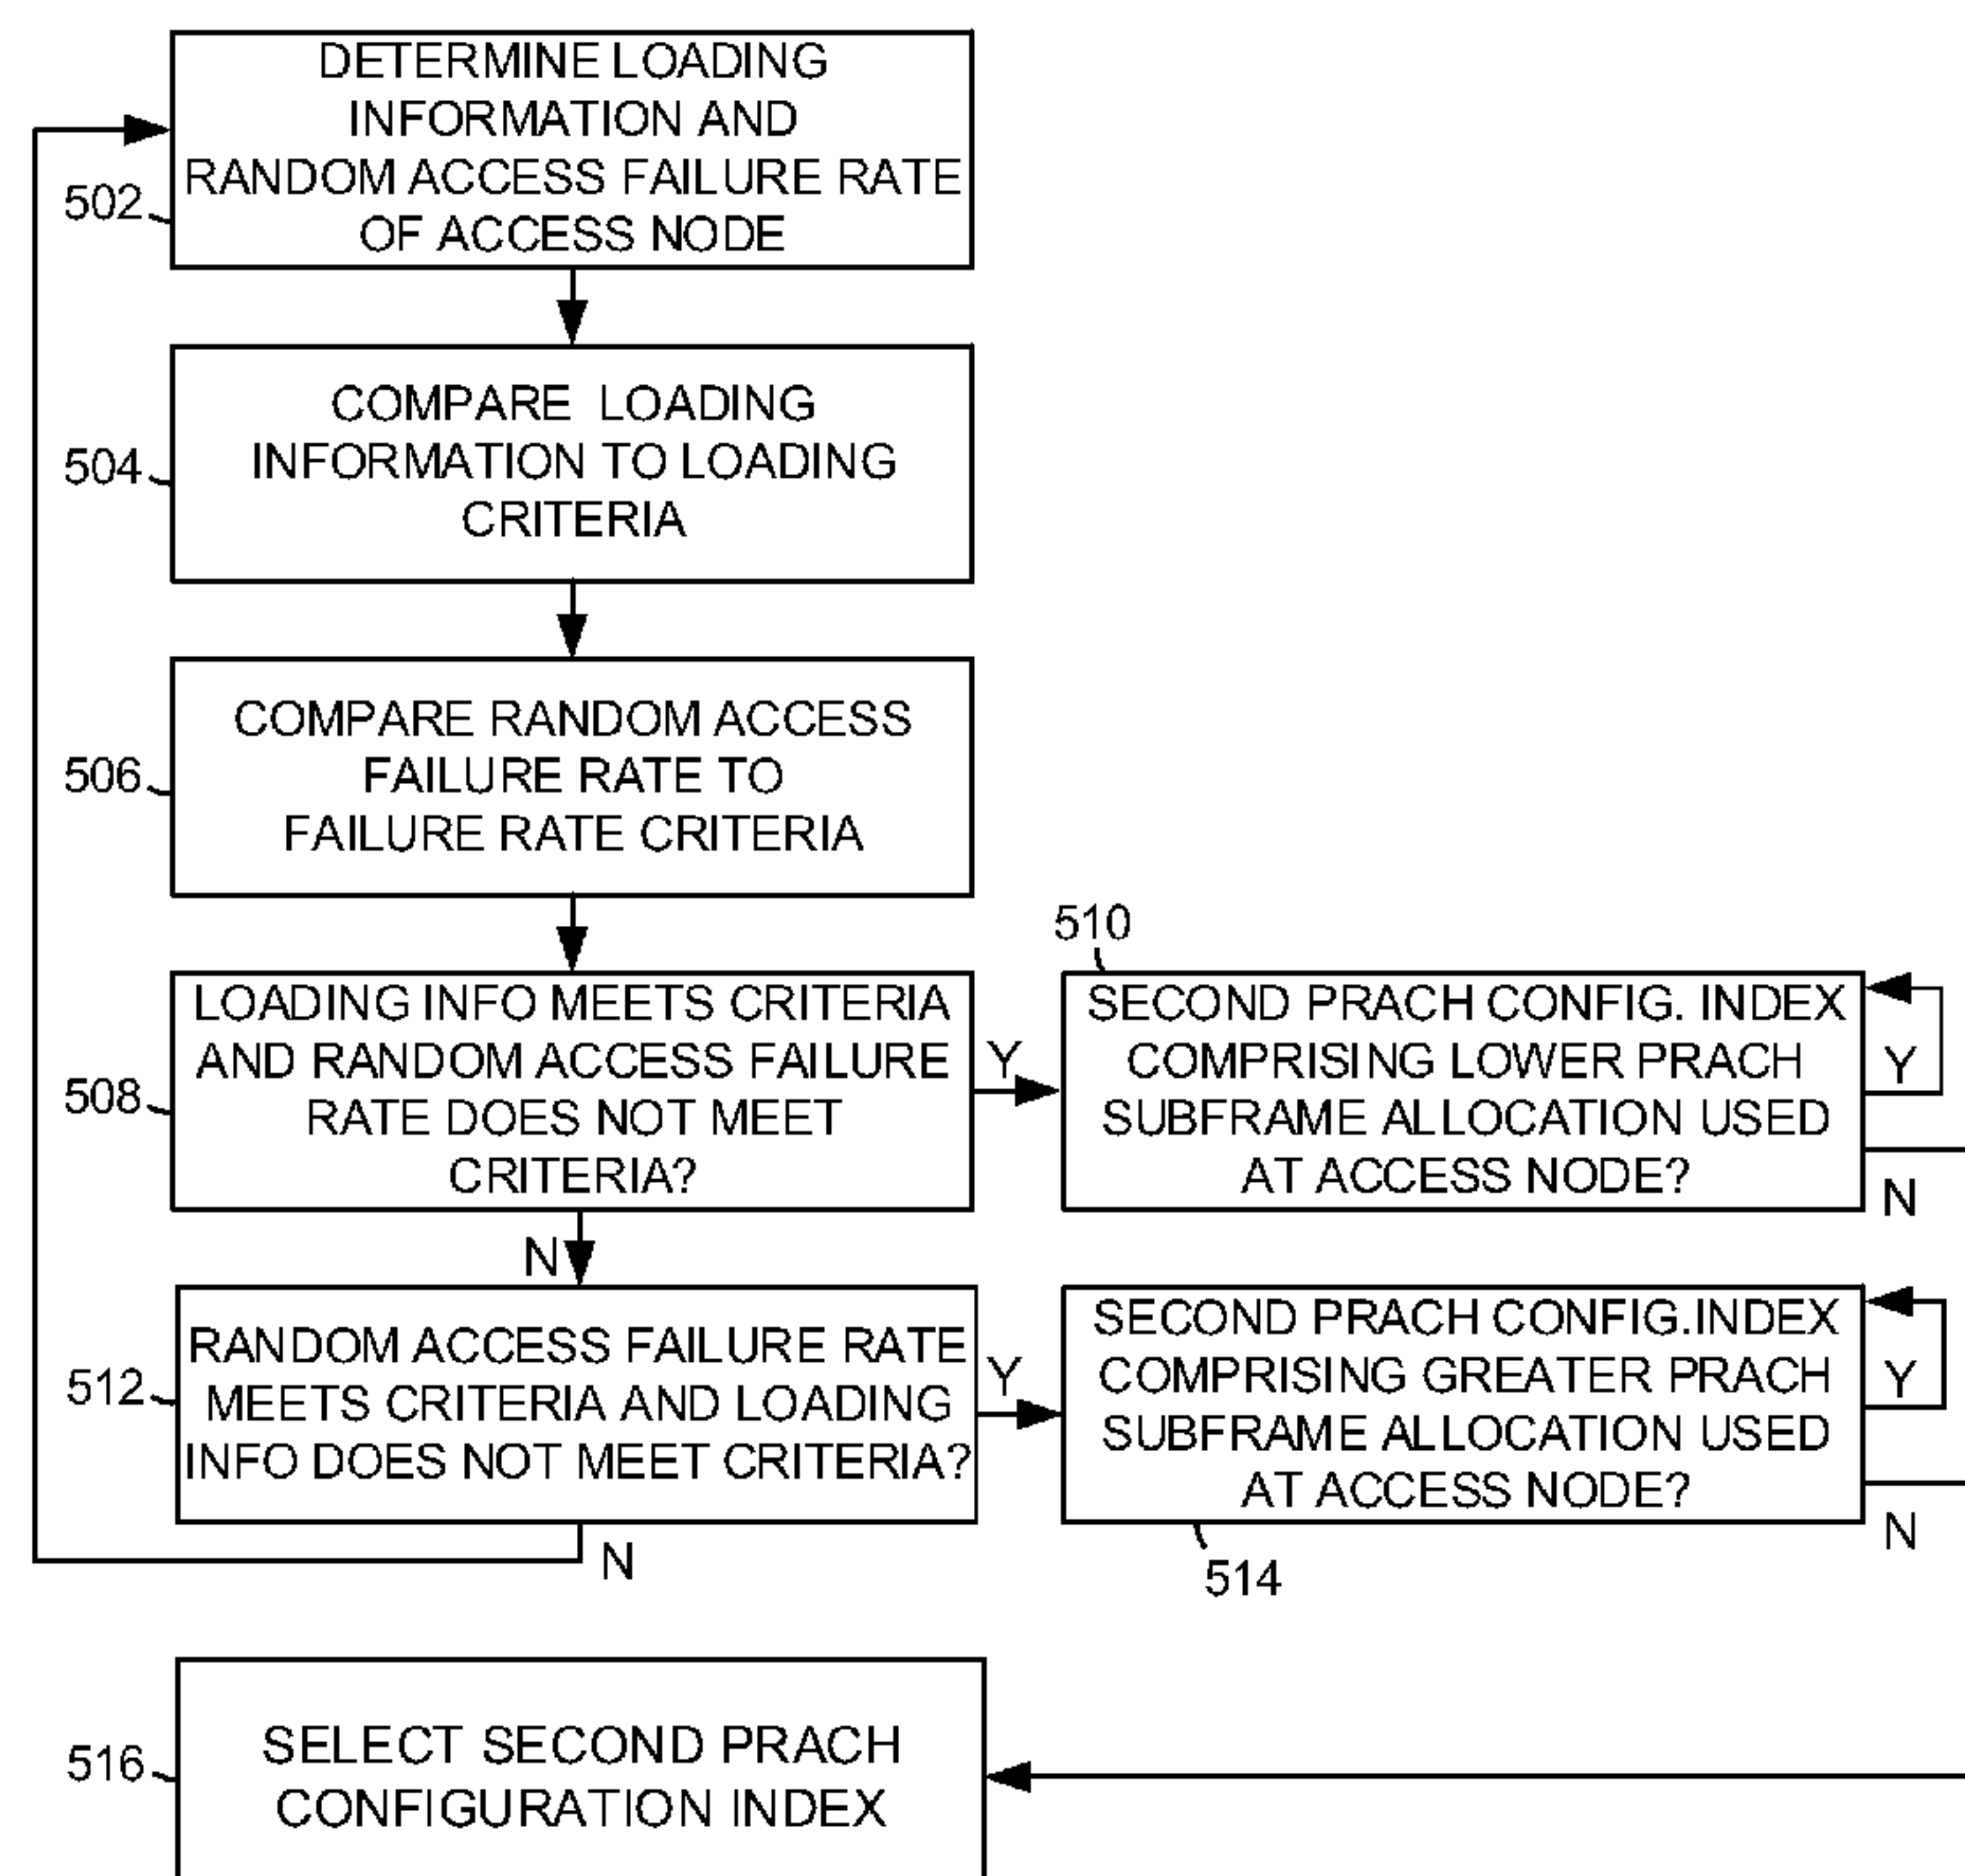 DETERMINE LOADING
INFORMATION AND
RANDOM ACCESS FAILURE RATE
OF ACCESS NODE
502
COMPARE LOADING
INFORMATION TO LOADING
CRITERIA
504
COMPARE RANDOM ACCESS
FAILURE RATE TO
FAILURE RATE CRITERIA
506
LOADING INFO MEETS CRITERIA
AND RANDOM ACCESS FAILURE
RATE DOES NOT MEET
CRITERIA?
508
Y
N
510
SECOND PRACH CONFIG. INDEX
COMPRISING LOWER PRACH
SUBFRAME ALLOCATION USED
AT ACCESS NODE?
Y
N
RANDOM ACCESS FAILURE RATE
MEETS CRITERIA AND LOADING
INFO DOES NOT MEET CRITERIA?
512
Y
N
SECOND PRACH CONFIG.INDEX
COMPRISING GREATER PRACH
SUBFRAME ALLOCATION USED
AT ACCESS NODE?
Y
N
514
SELECT SECOND PRACH
CONFIGURATION INDEX
516